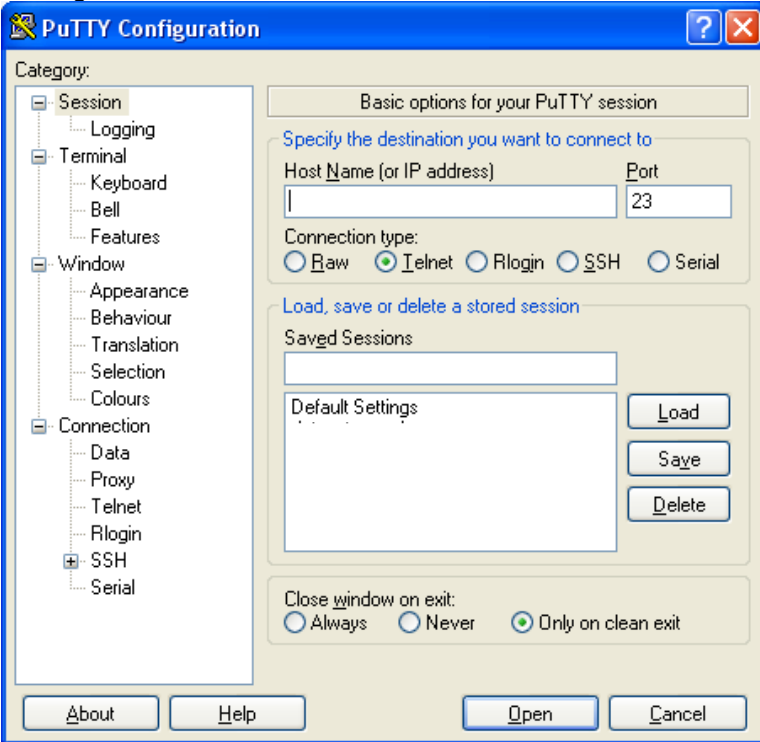 PuTTY Configuration
Category:
Session
Logging
Terminal
Keyboard
Bell
Features
Window
Appearance
Behaviour
Translation
Selection
Colours
Connection
Data
Proxy
Telnet
Rlogin
SSH
Serial
Basic options for your PuTTY session
Specify the destination you want to connect to
Host Name (or IP address) Port
23
Connection type:
Raw Telnet Rlogin SSH Serial
Load, save or delete a stored session
Saved Sessions
Default Settings
Load
Save
Delete
Close window on exit:
Always Never Only on clean exit
About Help Open Cancel